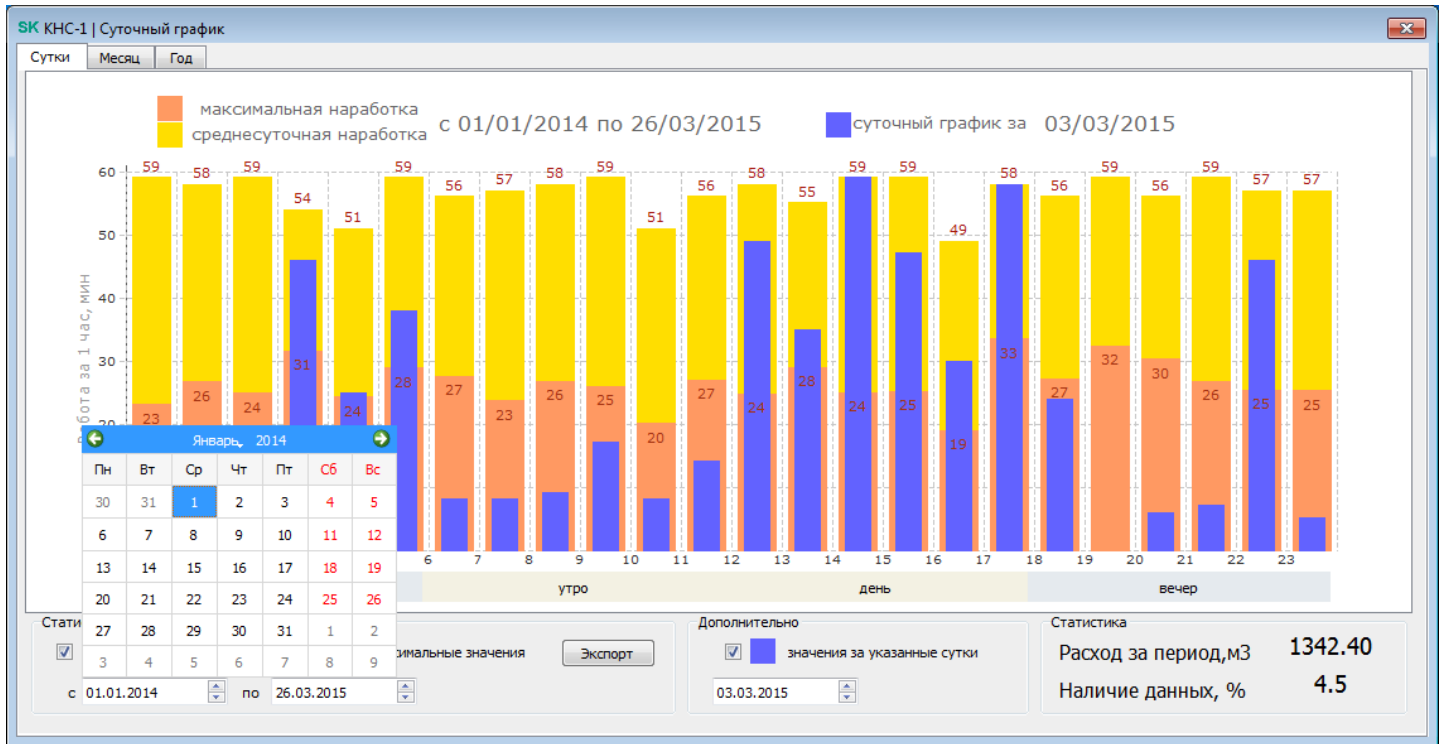 SK КНС-1 | Суточный график
Сутки Месяц Год
максимальная наработка
среднесуточная наработка
с 01/01/2014 по 26/03/2015
суточный график за 03/03/2015
59 58 59 54 51 59 56 57 58 59 51 56 58 55 59 59 49 58 56 59 56 59 57 57
60
50
40
30
20
Работа за 1 час, мин
23 26 24 31 24 28 27 23 26 25 20 27 24 28 24 25 19 33 27 32 30 26 25 25
6 7 8 9 10 11 12 13 14 15 16 17 18 19 20 21 22 23
утро день вечер
Январь, 2014
Пн Вт Ср Чт Пт Сб Вс
30 31 1 2 3 4 5
6 7 8 9 10 11 12
13 14 15 16 17 18 19
20 21 22 23 24 25 26
27 28 29 30 31 1 2
3 4 5 6 7 8 9
Стати
симальные значения
Экспорт
с 01.01.2014 по 26.03.2015
Дополнительно
значения за указанные сутки
03.03.2015
Статистика
Расход за период,м3 1342.40
Наличие данных, % 4.5